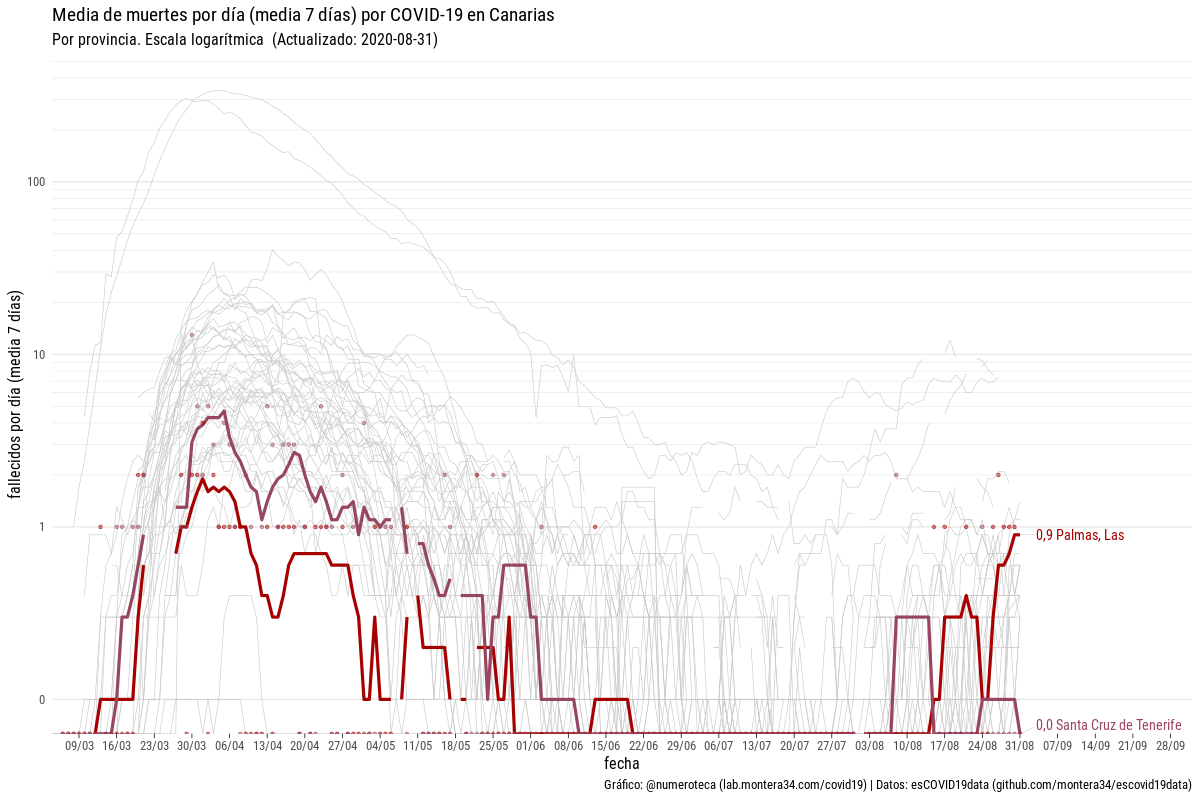 Media de muertes por día (media 7 días) por COVID-19 en Canarias
Por provincia. Escala logarítmica (Actualizado: 2020-08-31)
fallecidos por día (media 7 días)
100
10
1
0
0,9 Palmas, Las
0,0 Santa Cruz de Tenerife
09/03 16/03 23/03 30/03 06/04 13/04 20/04 27/04 04/05 11/05 18/05 25/05 01/06 08/06 15/06 22/06 29/06 06/07 13/07 20/07 27/07 03/08 10/08 17/08 24/08 31/08 07/09 14/09 21/09 28/09
fecha
Gráfico: @numeroteca (lab.montera34.com/covid19) | Datos: esCOVID19data (github.com/montera34/escovid19data)